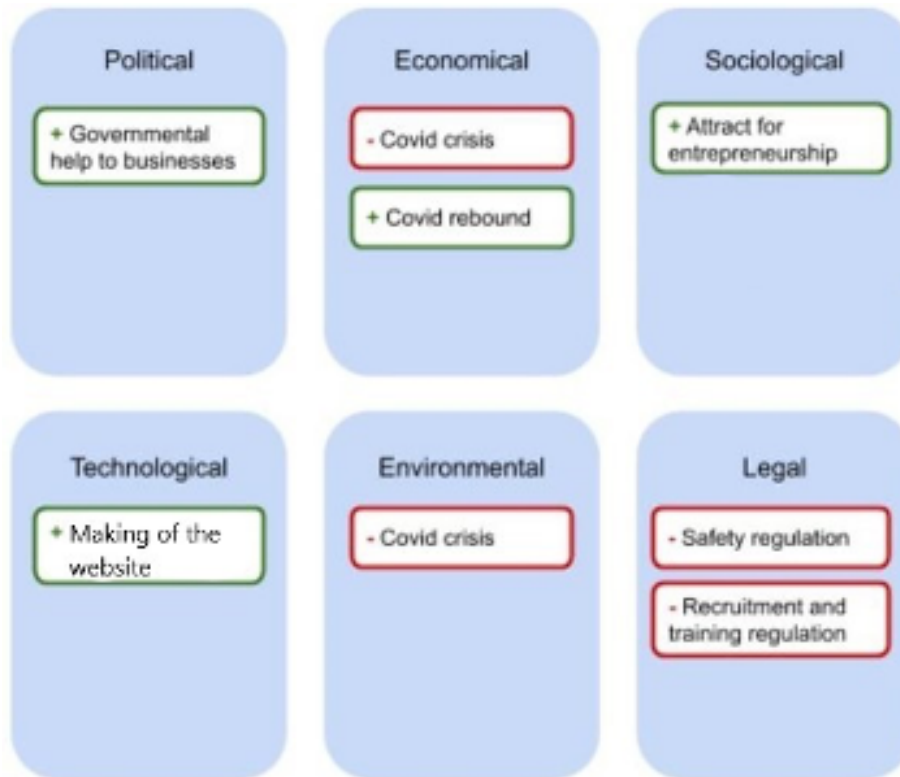 Political
+ Governmental
help to businesses
Economical
- Covid crisis
+ Covid rebound
Sociological
+ Attract for
entrepreneurship
Technological
+ Making of the
website
Environmental
- Covid crisis
Legal
- Safety regulation
- Recruitment and
training regulation